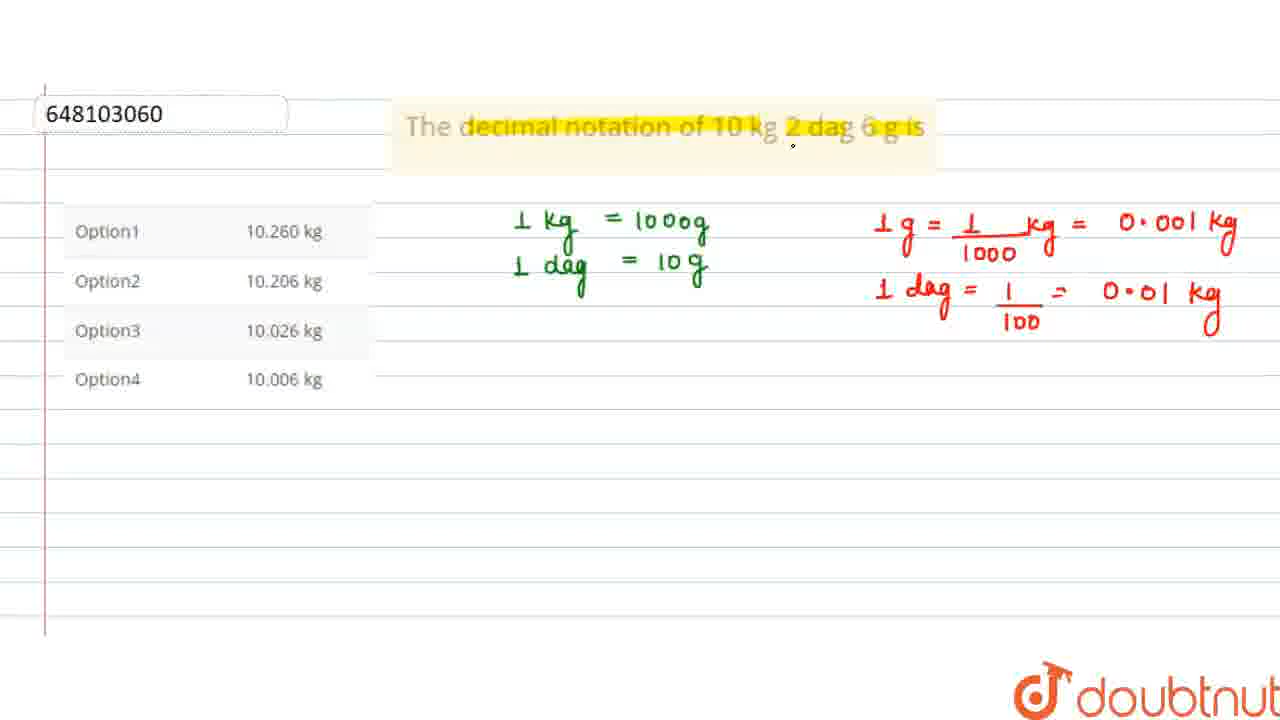 648103060
The decimal notation of 10 kg 2 dag 6 g is
Option1 10.260 kg
Option2 10.206 kg
Option3 10.026 kg
Option4 10.006 kg
1 kg = 1000g
1 dag = 10g
1 g = 1/1000 kg = 0.001 kg
1 dag = 1/100 = 0.01 kg
doubtnut